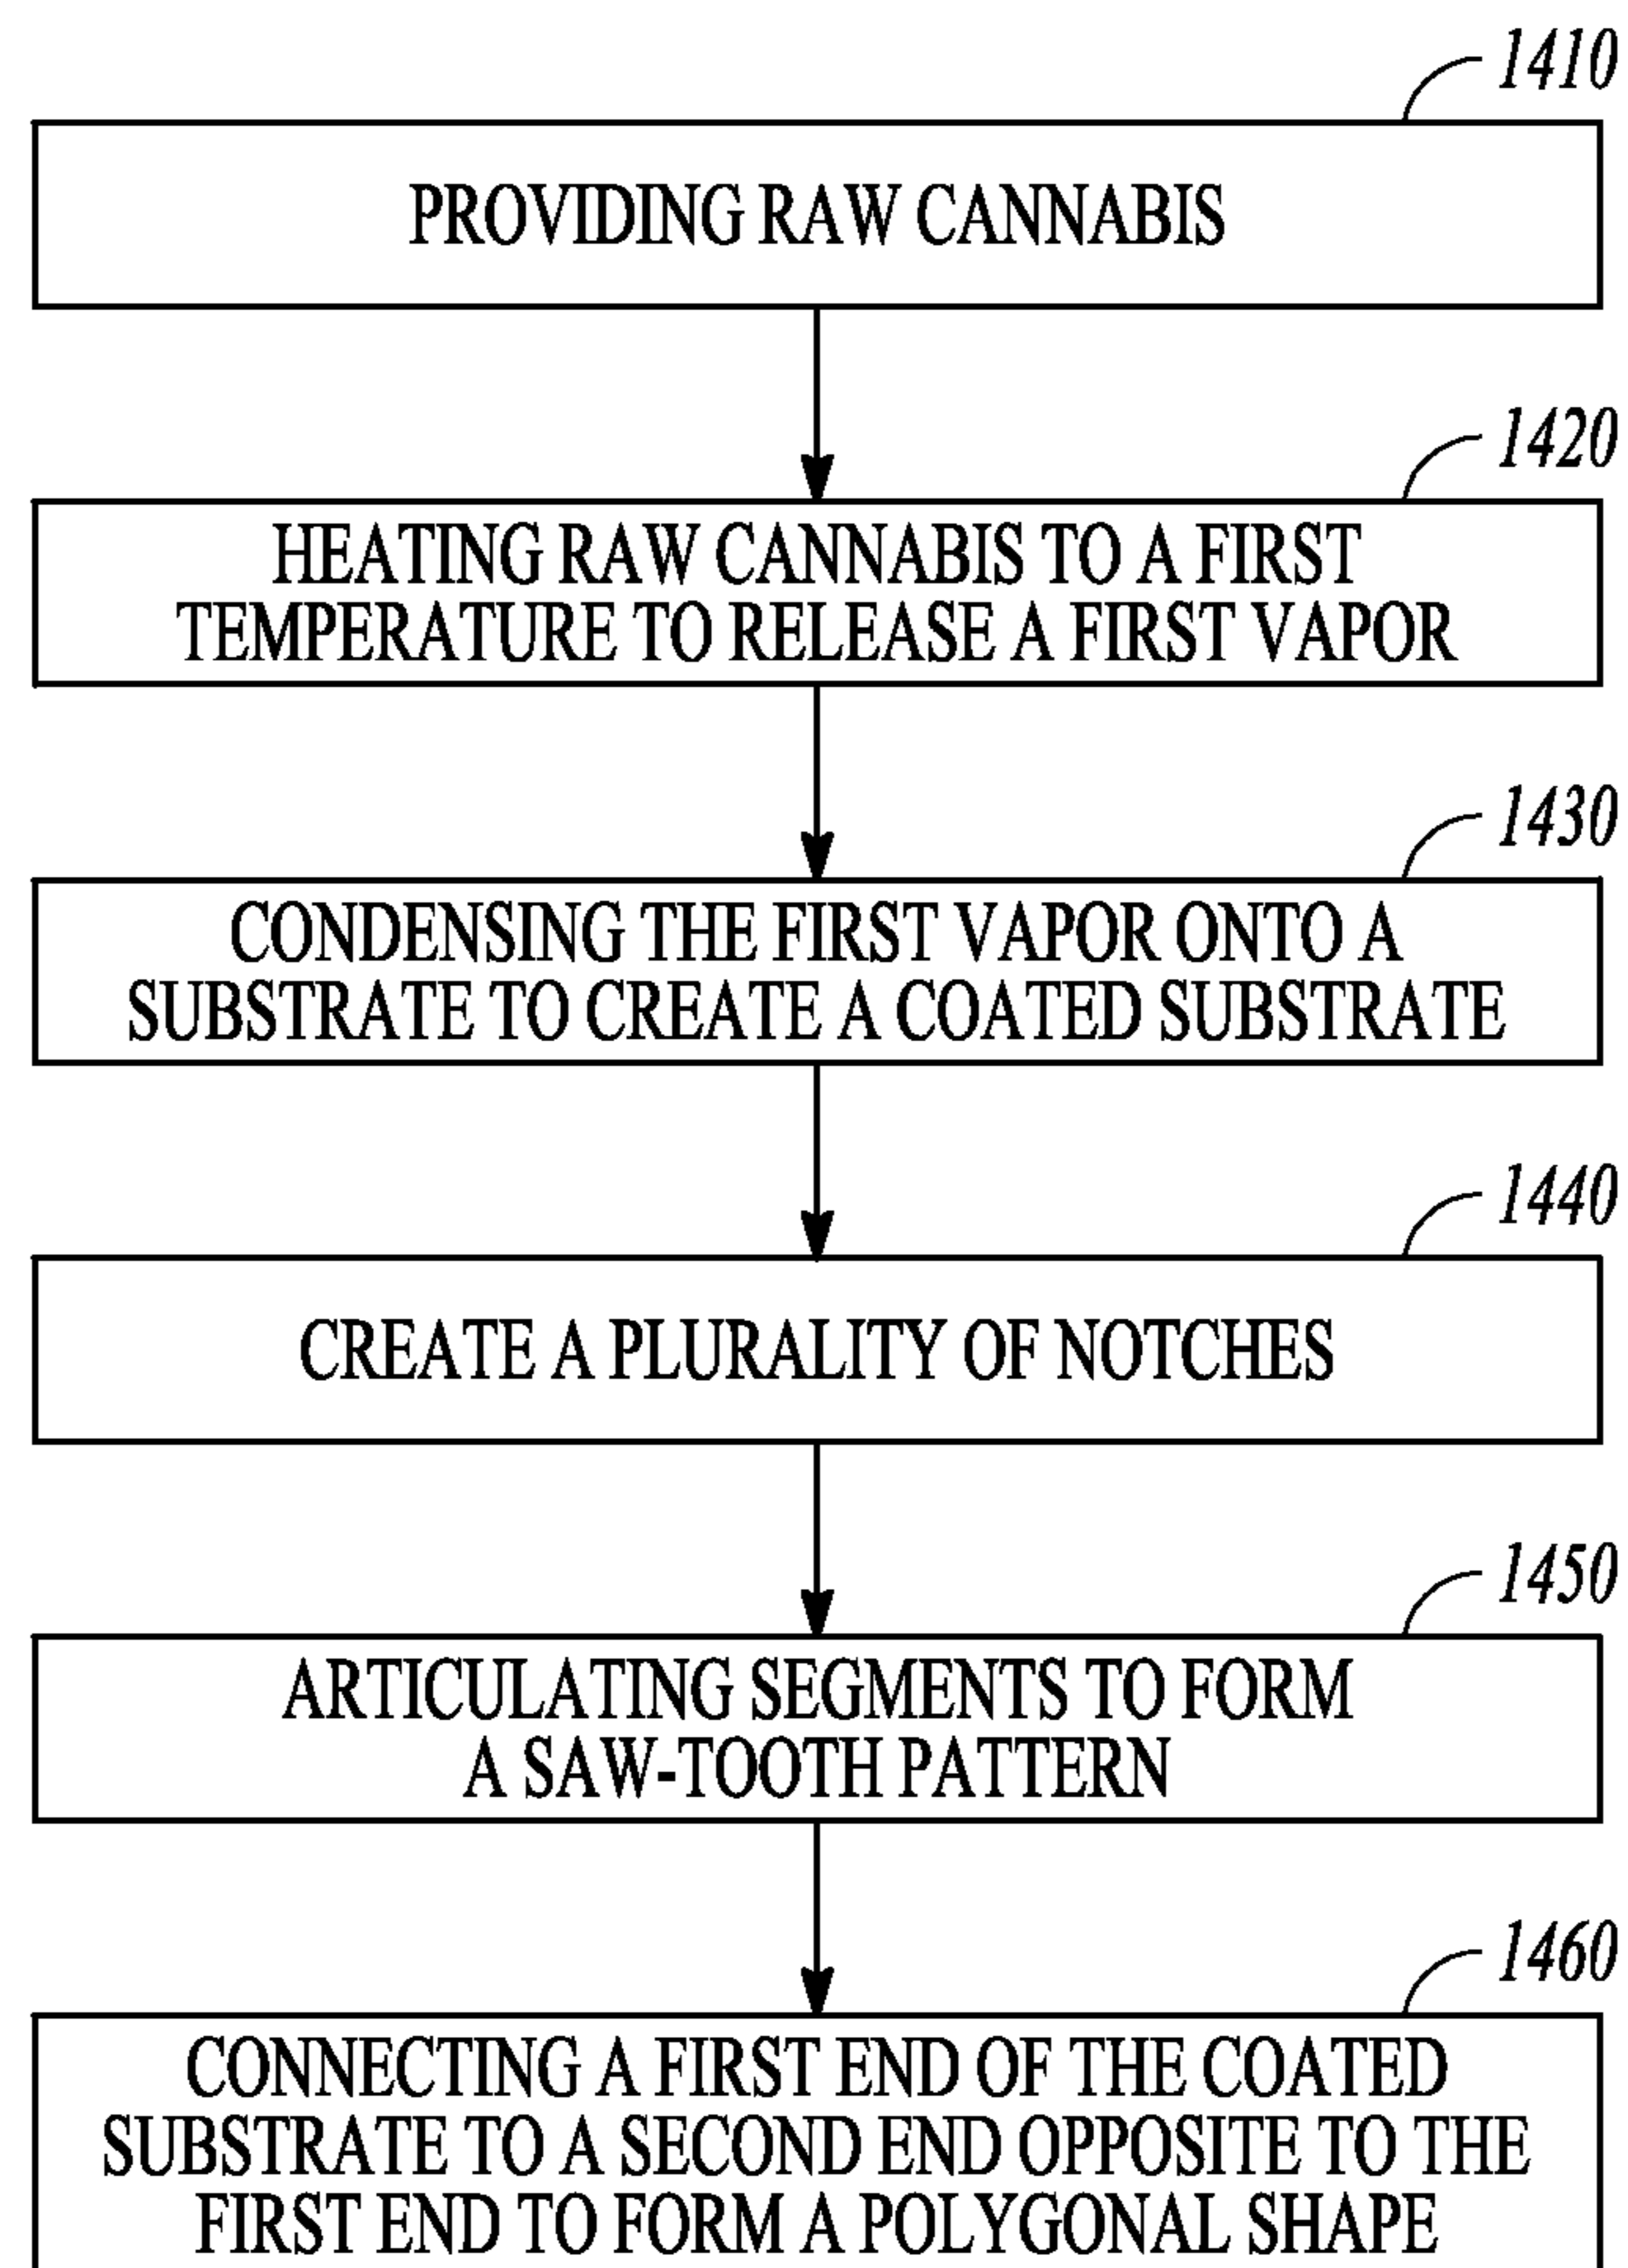 1410
PROVIDING RAW CANNABIS
1420
HEATING RAW CANNABIS TO A FIRST
TEMPERATURE TO RELEASE A FIRST VAPOR
1430
CONDENSING THE FIRST VAPOR ONTO A
SUBSTRATE TO CREATE A COATED SUBSTRATE
1440
CREATE A PLURALITY OF NOTCHES
1450
ARTICULATING SEGMENTS TO FORM
A SAW-TOOTH PATTERN
1460
CONNECTING A FIRST END OF THE COATED
SUBSTRATE TO A SECOND END OPPOSITE TO THE
FIRST END TO FORM A POLYGONAL SHAPE